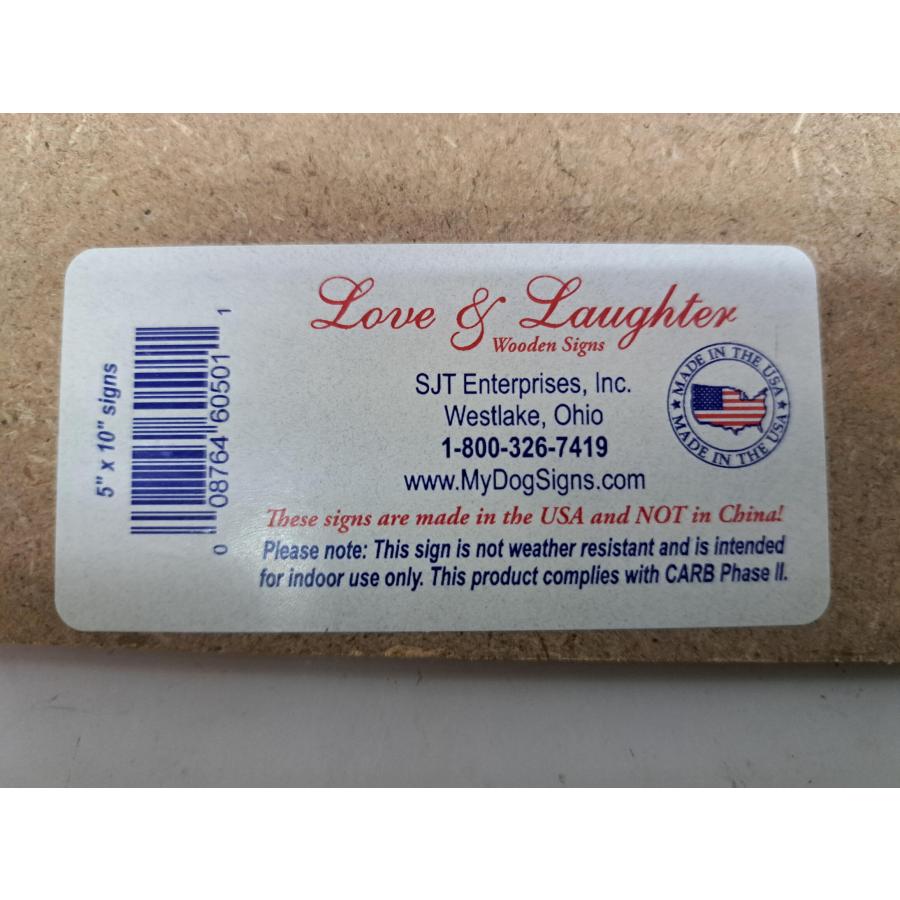 Love & Laughter
Wooden Signs
SJT Enterprises, Inc.
Westlake, Ohio
1-800-326-7419
www.MyDogSigns.com
MADE IN THE USA
MADE IN THE USA
These signs are made in the USA and NOT in China!
Please note: This sign is not weather resistant and is intended
for indoor use only. This product complies with CARB Phase II.
5" x 10" signs
0 08764 60501 1